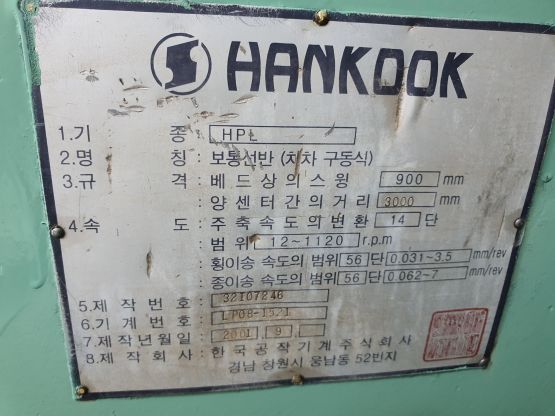 HANKOOK
1.기 종 : HPL
2.명 칭 : 보통선반 (치차 구동식)
3.규 격 : 베드상의스윙 900 mm
양센터간의거리 3000 mm
4.속 도 : 주축속도의변환 14 단
범위 12~1120 r.p.m
횡이송 속도의 범위 56 단 0.031~3.5 mm/rev
종이송 속도의 범위 56 단 0.062~7 mm/rev
5.제 작 번 호 : 32107246
6.기 계 번 호 : LP08-1521
7.제작년월일 : 2001. 9
8.제 작 회 사 : 한국공작기계주식회사
경남 창원시 웅남동 52번지